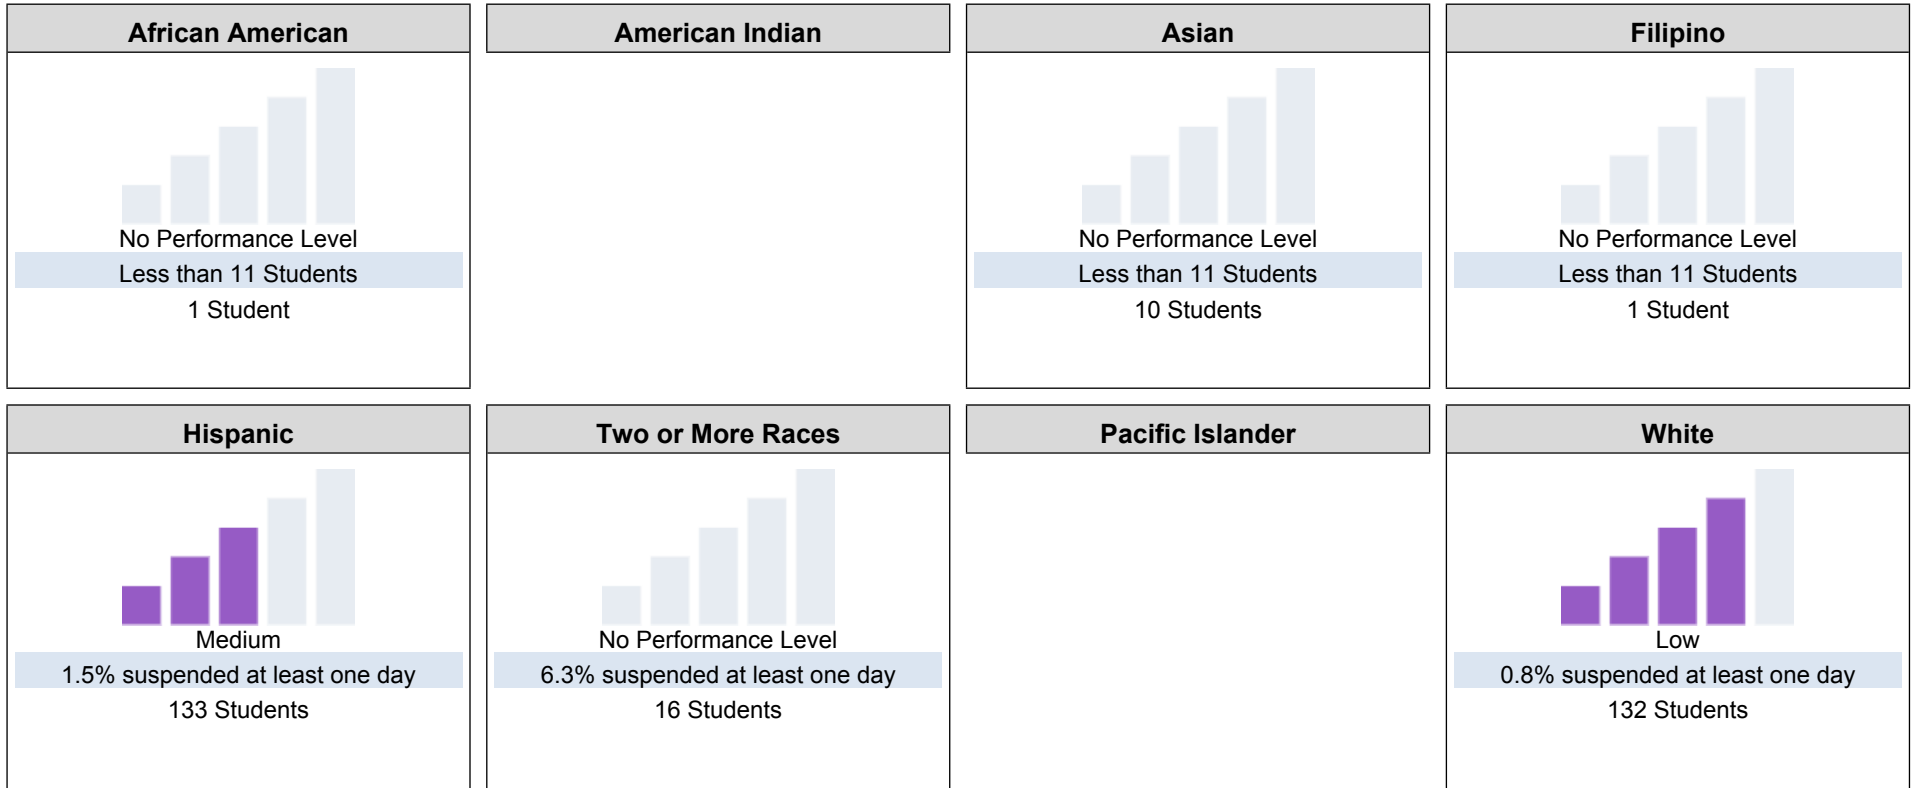 African American
No Performance Level
Less than 11 Students
1 Student
American Indian
Asian
No Performance Level
Less than 11 Students
10 Students
Filipino
No Performance Level
Less than 11 Students
1 Student
Hispanic
Medium
1.5% suspended at least one day
133 Students
Two or More Races
No Performance Level
6.3% suspended at least one day
16 Students
Pacific Islander
White
Low
0.8% suspended at least one day
132 Students